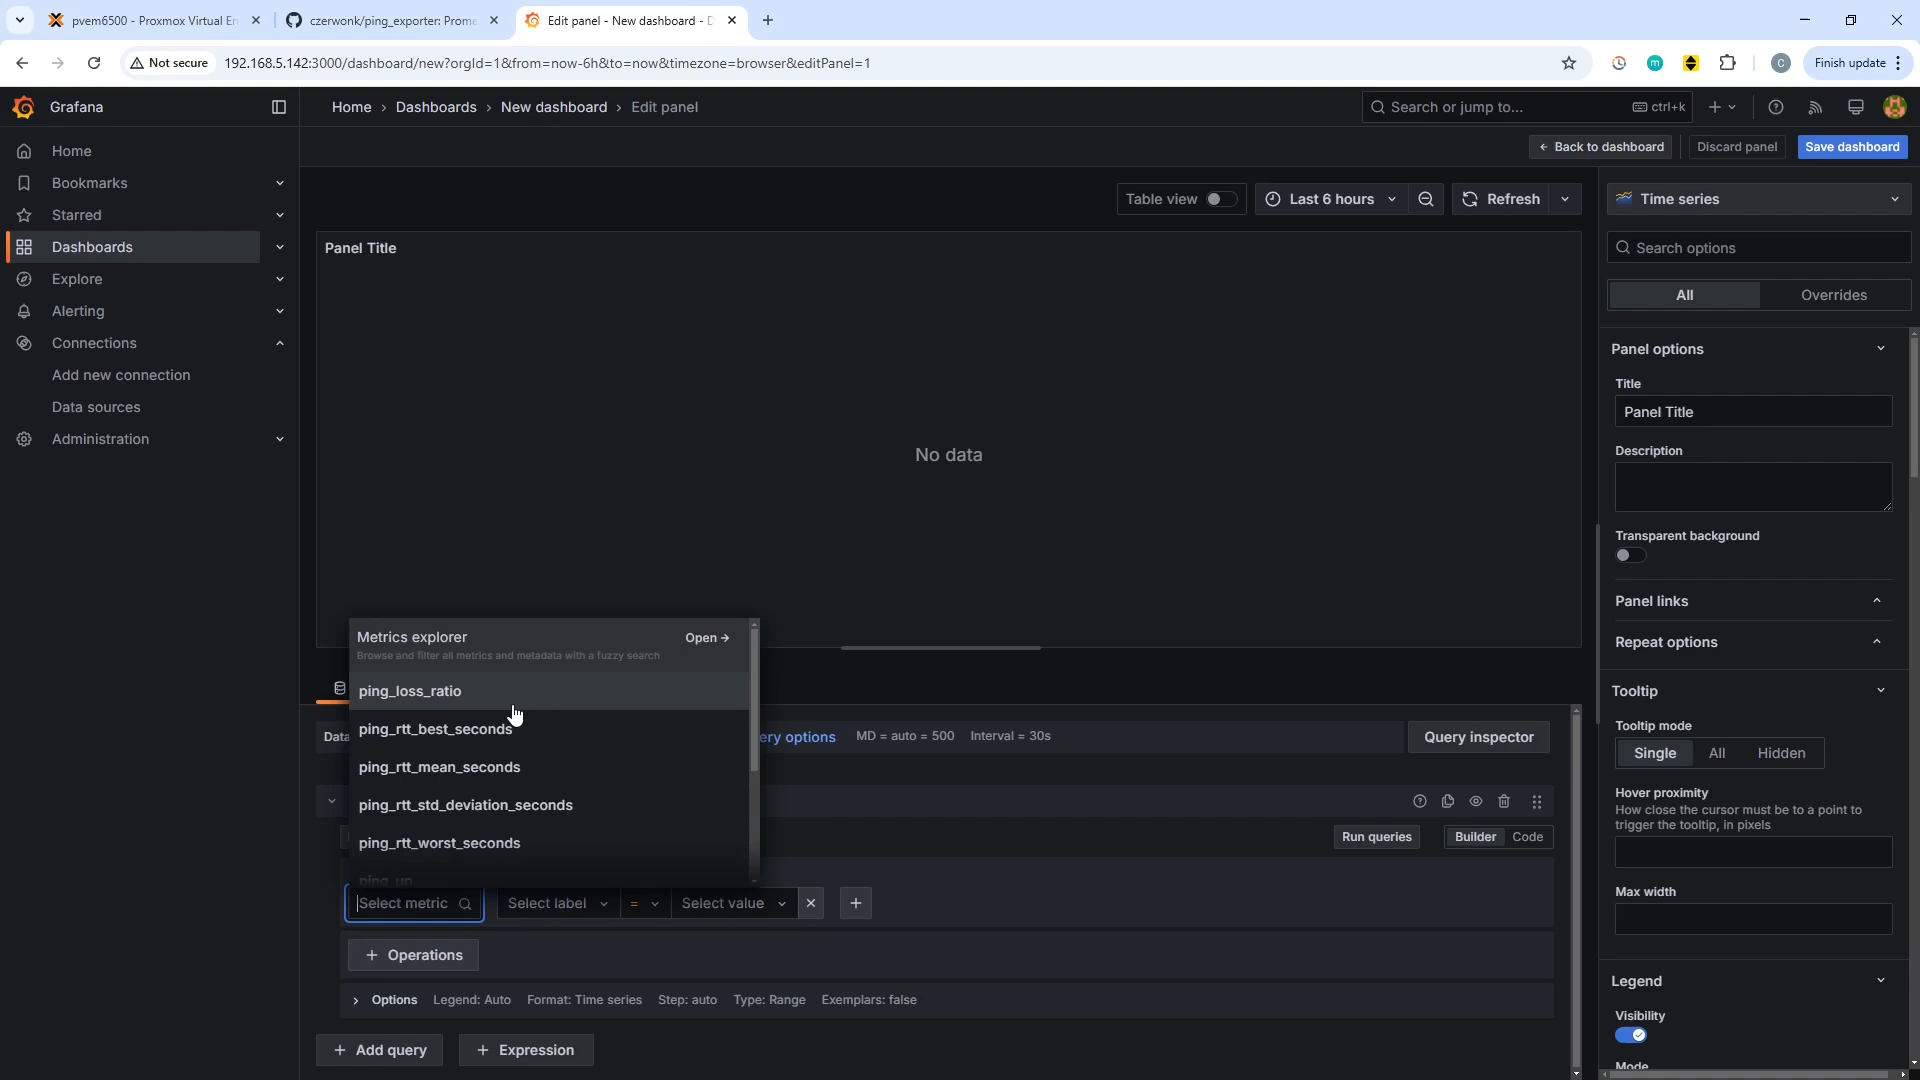 pvem6500 - Proxmox Virtual En
czerwonk/ping_exporter: Prome
Edit panel - New dashboard - D
Not secure
192.168.5.142:3000/dashboard/new?orgId=1&from=now-6h&to=now&timezone=browser&editPanel=1
m
C
Finish update
Grafana
Home › Dashboards › New dashboard › Edit panel
Search or jump to...
ctrl+k
Home
Bookmarks
Starred
Dashboards
Explore
Alerting
Connections
Add new connection
Data sources
Administration
Back to dashboard
Discard panel
Save dashboard
Table view
Last 6 hours
Refresh
Panel Title
No data
Metrics explorer
Open →
Browse and filter all metrics and metadata with a fuzzy search
ping_loss_ratio
ping_rtt_best_seconds
ping_rtt_mean_seconds
ping_rtt_std_deviation_seconds
ping_rtt_worst_seconds
ping_up
Data
ery options
MD = auto = 500
Interval = 30s
Query inspector
Run queries
Builder
Code
Select metric
Select label
=
Select value
+ Operations
Options
Legend: Auto
Format: Time series
Step: auto
Type: Range
Exemplars: false
+ Add query
+ Expression
Time series
Search options
All
Overrides
Panel options
Title
Panel Title
Description
Transparent background
Panel links
Repeat options
Tooltip
Tooltip mode
Single
All
Hidden
Hover proximity
How close the cursor must be to a point to
trigger the tooltip, in pixels
Max width
Legend
Visibility
Mode